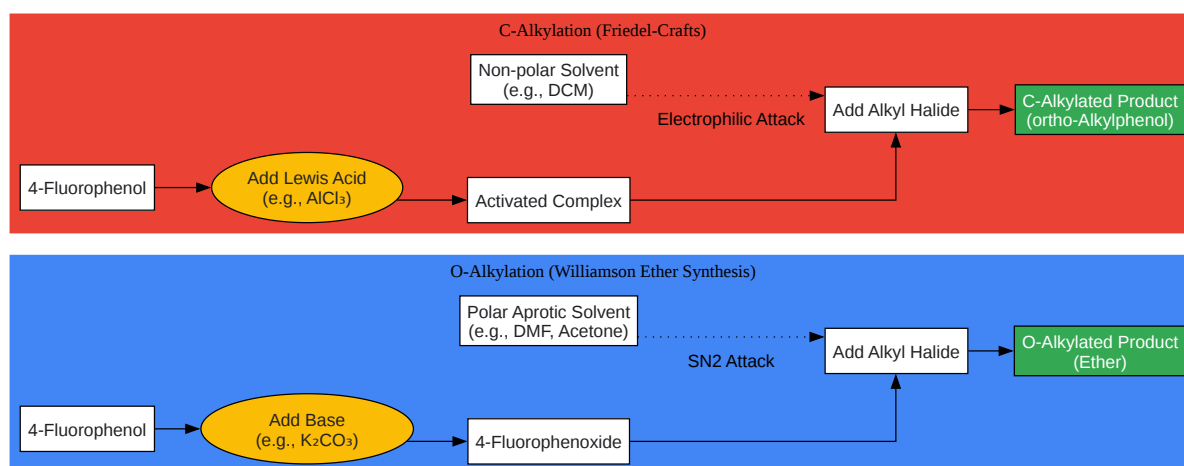 C-Alkylation (Friedel-Crafts)
Non-polar Solvent
(e.g., DCM)
Electrophilic Attack
Add Alkyl Halide
C-Alkylated Product
(ortho-Alkylphenol)
4-Fluorophenol
Add Lewis Acid
(e.g., AlCl₃)
Activated Complex
O-Alkylation (Williamson Ether Synthesis)
Polar Aprotic Solvent
(e.g., DMF, Acetone)
SN2 Attack
Add Alkyl Halide
O-Alkylated Product
(Ether)
4-Fluorophenol
Add Base
(e.g., K₂CO₃)
4-Fluorophenoxide